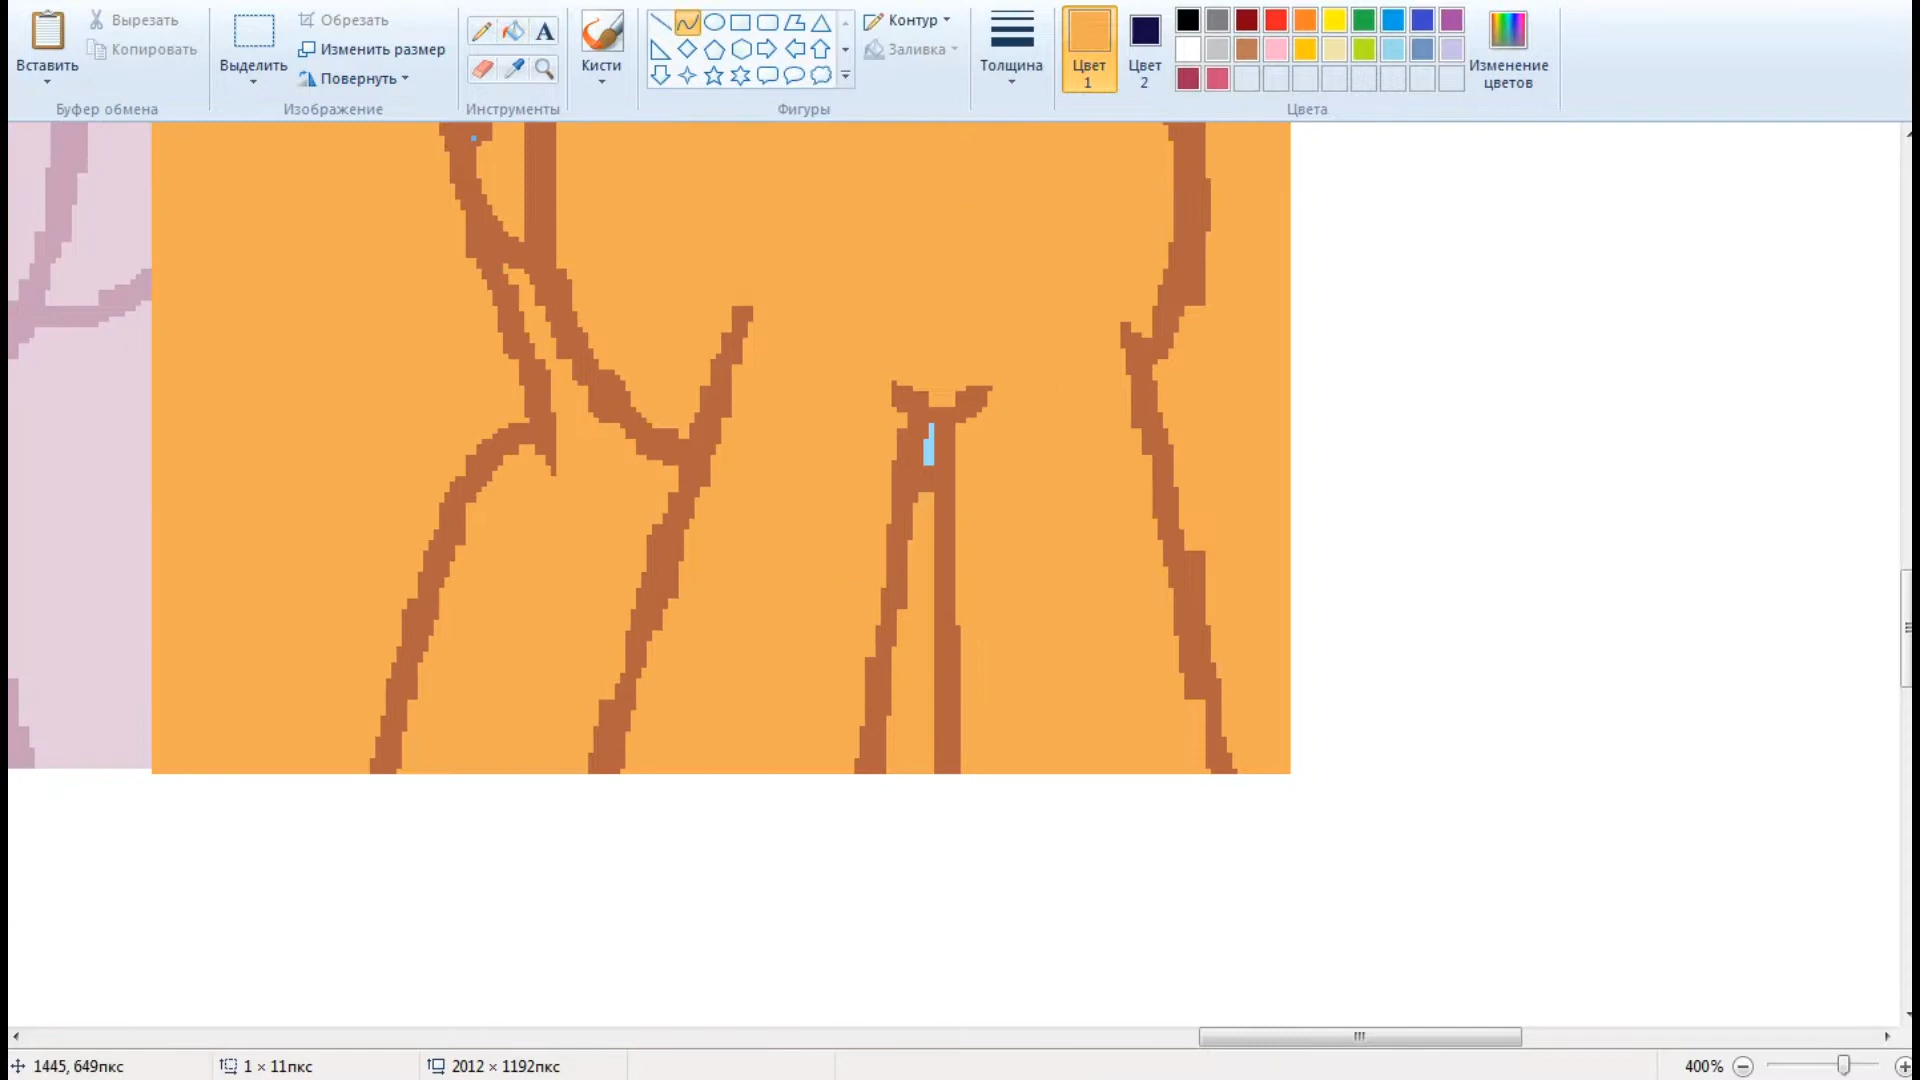 Вставить
Вырезать
Копировать
Буфер обмена
Выделить
Обрезать
Изменить размер
Повернуть
Изображение
A
Инструменты
Кисти
Контур
Заливка
Фигуры
Толщина
Цвет
1
Цвет
2
Изменение
цветов
Цвета
1445, 649пкс
1 × 11пкс
2012 × 1192пкс
400%